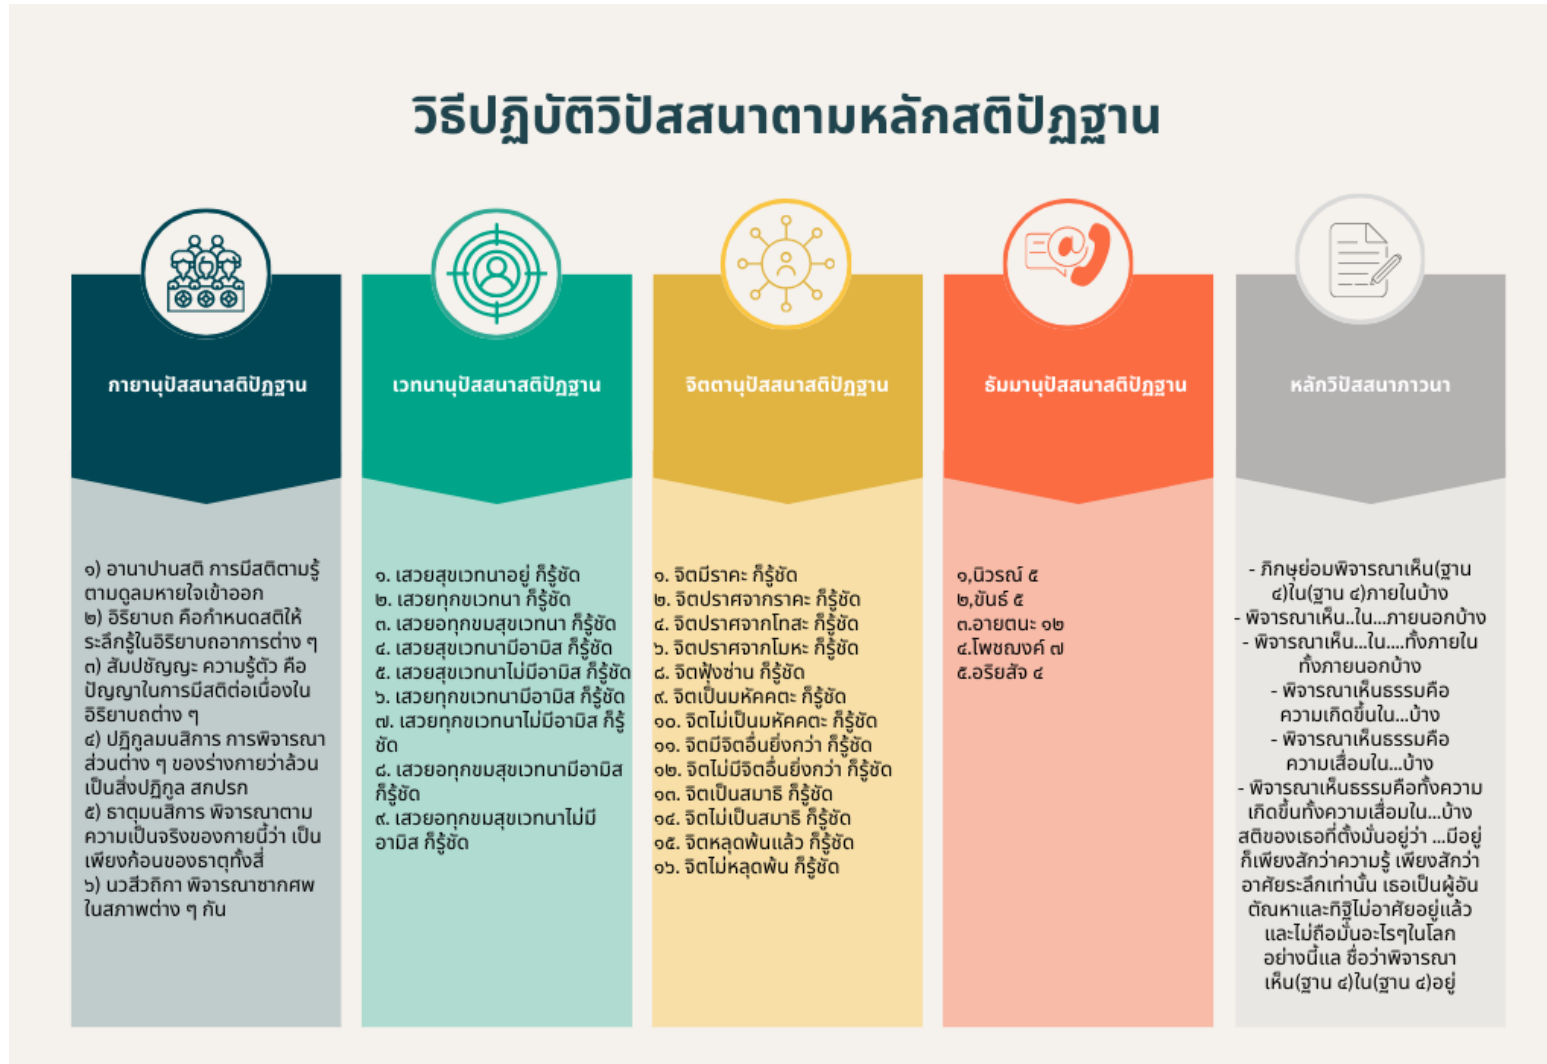 วิธีปฏิบัติวิปัสสนาตามหลักสติปัฏฐาน
กายานุปัสสนาสติปัฏฐาน
๑) อานาปานสติ การมีสติตามรู้
ตามดูลมหายใจเข้าออก
๒) อิริยาบถ คือกำหนดสติให้
ระลึกรู้ในอิริยาบถอาการต่าง ๆ
๓) สัมปชัญญะ ความรู้ตัว คือ
ปัญญาในการมีสติต่อเนื่องใน
อิริยาบถต่าง ๆ
๔) ปฏิกูลมนสิการ การพิจารณา
ส่วนต่าง ๆ ของร่างกายว่าล้วน
เป็นสิ่งปฏิกูล สกปรก
๕) ธาตุมนสิการ พิจารณาตาม
ความเป็นจริงของกายนี้ว่า เป็น
เพียงก้อนของธาตุทั้งสี่
๖) นวสีวถิกา พิจารณาซากศพ
ในสภาพต่าง ๆ กัน
เวทนานุปัสสนาสติปัฏฐาน
๑. เสวยสุขเวทนาอยู่ ก็รู้ชัด
๒. เสวยทุกขเวทนา ก็รู้ชัด
๓. เสวยอทุกขมสุขเวทนา ก็รู้ชัด
๔. เสวยสุขเวทนามีอามิส ก็รู้ชัด
๕. เสวยสุขเวทนาไม่มีอามิส ก็รู้ชัด
๖. เสวยทุกขเวทนามีอามิส ก็รู้ชัด
๗. เสวยทุกขเวทนาไม่มีอามิส ก็รู้
ชัด
๘. เสวยอทุกขมสุขเวทนามีอามิส
ก็รู้ชัด
๙. เสวยอทุกขมสุขเวทนาไม่มี
อามิส ก็รู้ชัด
จิตตานุปัสสนาสติปัฏฐาน
๑. จิตมีราคะ ก็รู้ชัด
๒. จิตปราศจากราคะ ก็รู้ชัด
๔. จิตปราศจากโทสะ ก็รู้ชัด
๖. จิตปราศจากโมหะ ก็รู้ชัด
๘. จิตฟุ้งซ่าน ก็รู้ชัด
๙. จิตเป็นมหัคคตะ ก็รู้ชัด
๑๐. จิตไม่เป็นมหัคคตะ ก็รู้ชัด
๑๑. จิตมีจิตอื่นยิ่งกว่า ก็รู้ชัด
๑๒. จิตไม่มีจิตอื่นยิ่งกว่า ก็รู้ชัด
๑๓. จิตเป็นสมาธิ ก็รู้ชัด
๑๔. จิตไม่เป็นสมาธิ ก็รู้ชัด
๑๕. จิตหลุดพ้นแล้ว ก็รู้ชัด
๑๖. จิตไม่หลุดพ้น ก็รู้ชัด
ธัมมานุปัสสนาสติปัฏฐาน
๑,นิวรณ์ ๕
๒,ขันธ์ ๕
๓.อายตนะ ๑๒
๔.โพชฌงค์ ๗
๕.อริยสัจ ๔
หลักวิปัสสนาภาวนา
- ภิกษุย่อมพิจารณาเห็น(ฐาน
๔)ใน(ฐาน ๔)ภายในบ้าง
- พิจารณาเห็น..ใน...ภายนอกบ้าง
- พิจารณาเห็น...ใน....ทั้งภายใน
ทั้งภายนอกบ้าง
- พิจารณาเห็นธรรมคือ
ความเกิดขึ้นใน...บ้าง
- พิจารณาเห็นธรรมคือ
ความเสื่อมใน...บ้าง
- พิจารณาเห็นธรรมคือทั้งความ
เกิดขึ้นทั้งความเสื่อมใน...บ้าง
สติของเธอที่ตั้งมั่นอยู่ว่า ...มีอยู่
ก็เพียงสักว่าความรู้ เพียงสักว่า
อาศัยระลึกเท่านั้น เธอเป็นผู้อัน
ตัณหาและทิฐิไม่อาศัยอยู่แล้ว
และไม่ถือมั่นอะไรๆในโลก
อย่างนี้แล ชื่อว่าพิจารณา
เห็น(ฐาน ๔)ใน(ฐาน ๔)อยู่